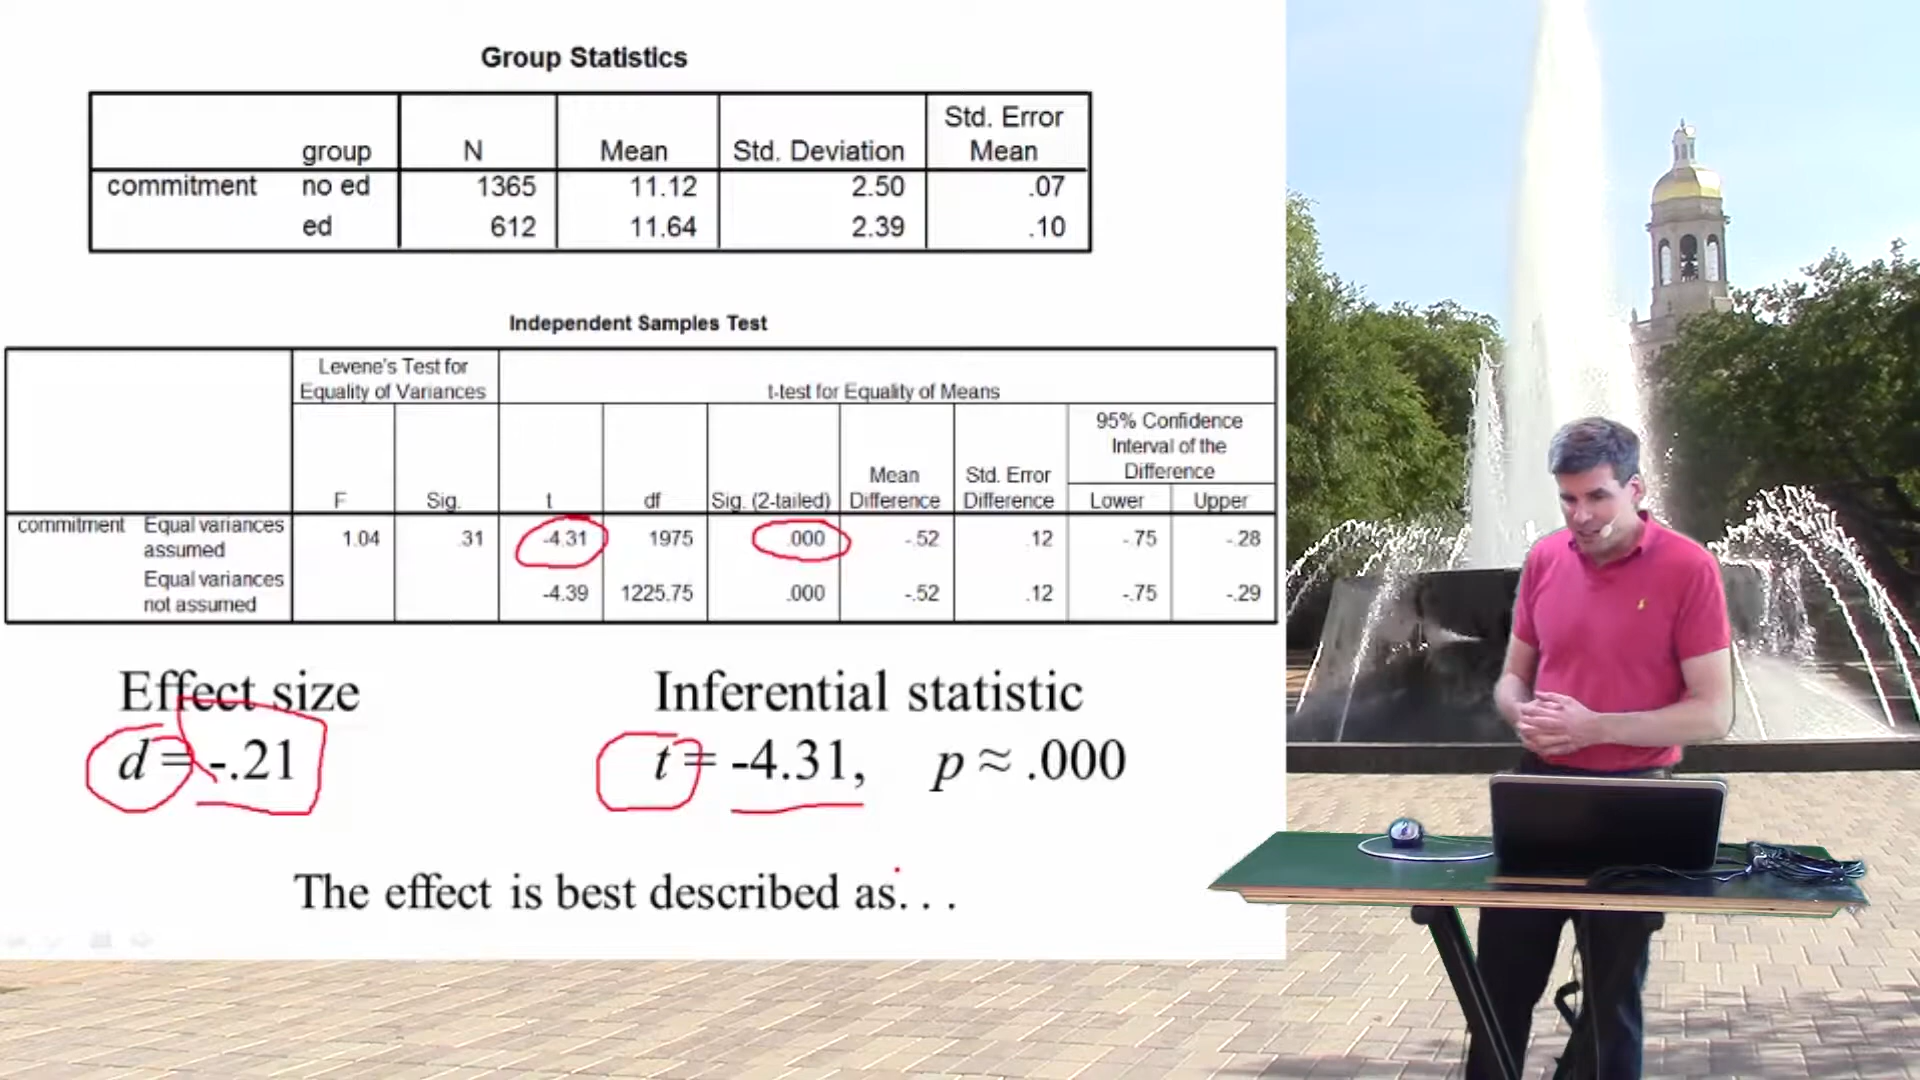 Group Statistics
group N Mean Std. Deviation Std. Error Mean
commitment no ed 1365 11.12 2.50 .07
ed 612 11.64 2.39 .10
Independent Samples Test
Levene's Test for Equality of Variances t-test for Equality of Means
95% Confidence Interval of the Difference
F Sig. t df Sig. (2-tailed) Mean Difference Std. Error Difference Lower Upper
commitment Equal variances assumed 1.04 .31 -4.31 1975 .000 -.52 .12 -.75 -.28
Equal variances not assumed -4.39 1225.75 .000 -.52 .12 -.75 -.29
Effect size Inferential statistic
d = -.21 t = -4.31, p ≈ .000
The effect is best described as. . .